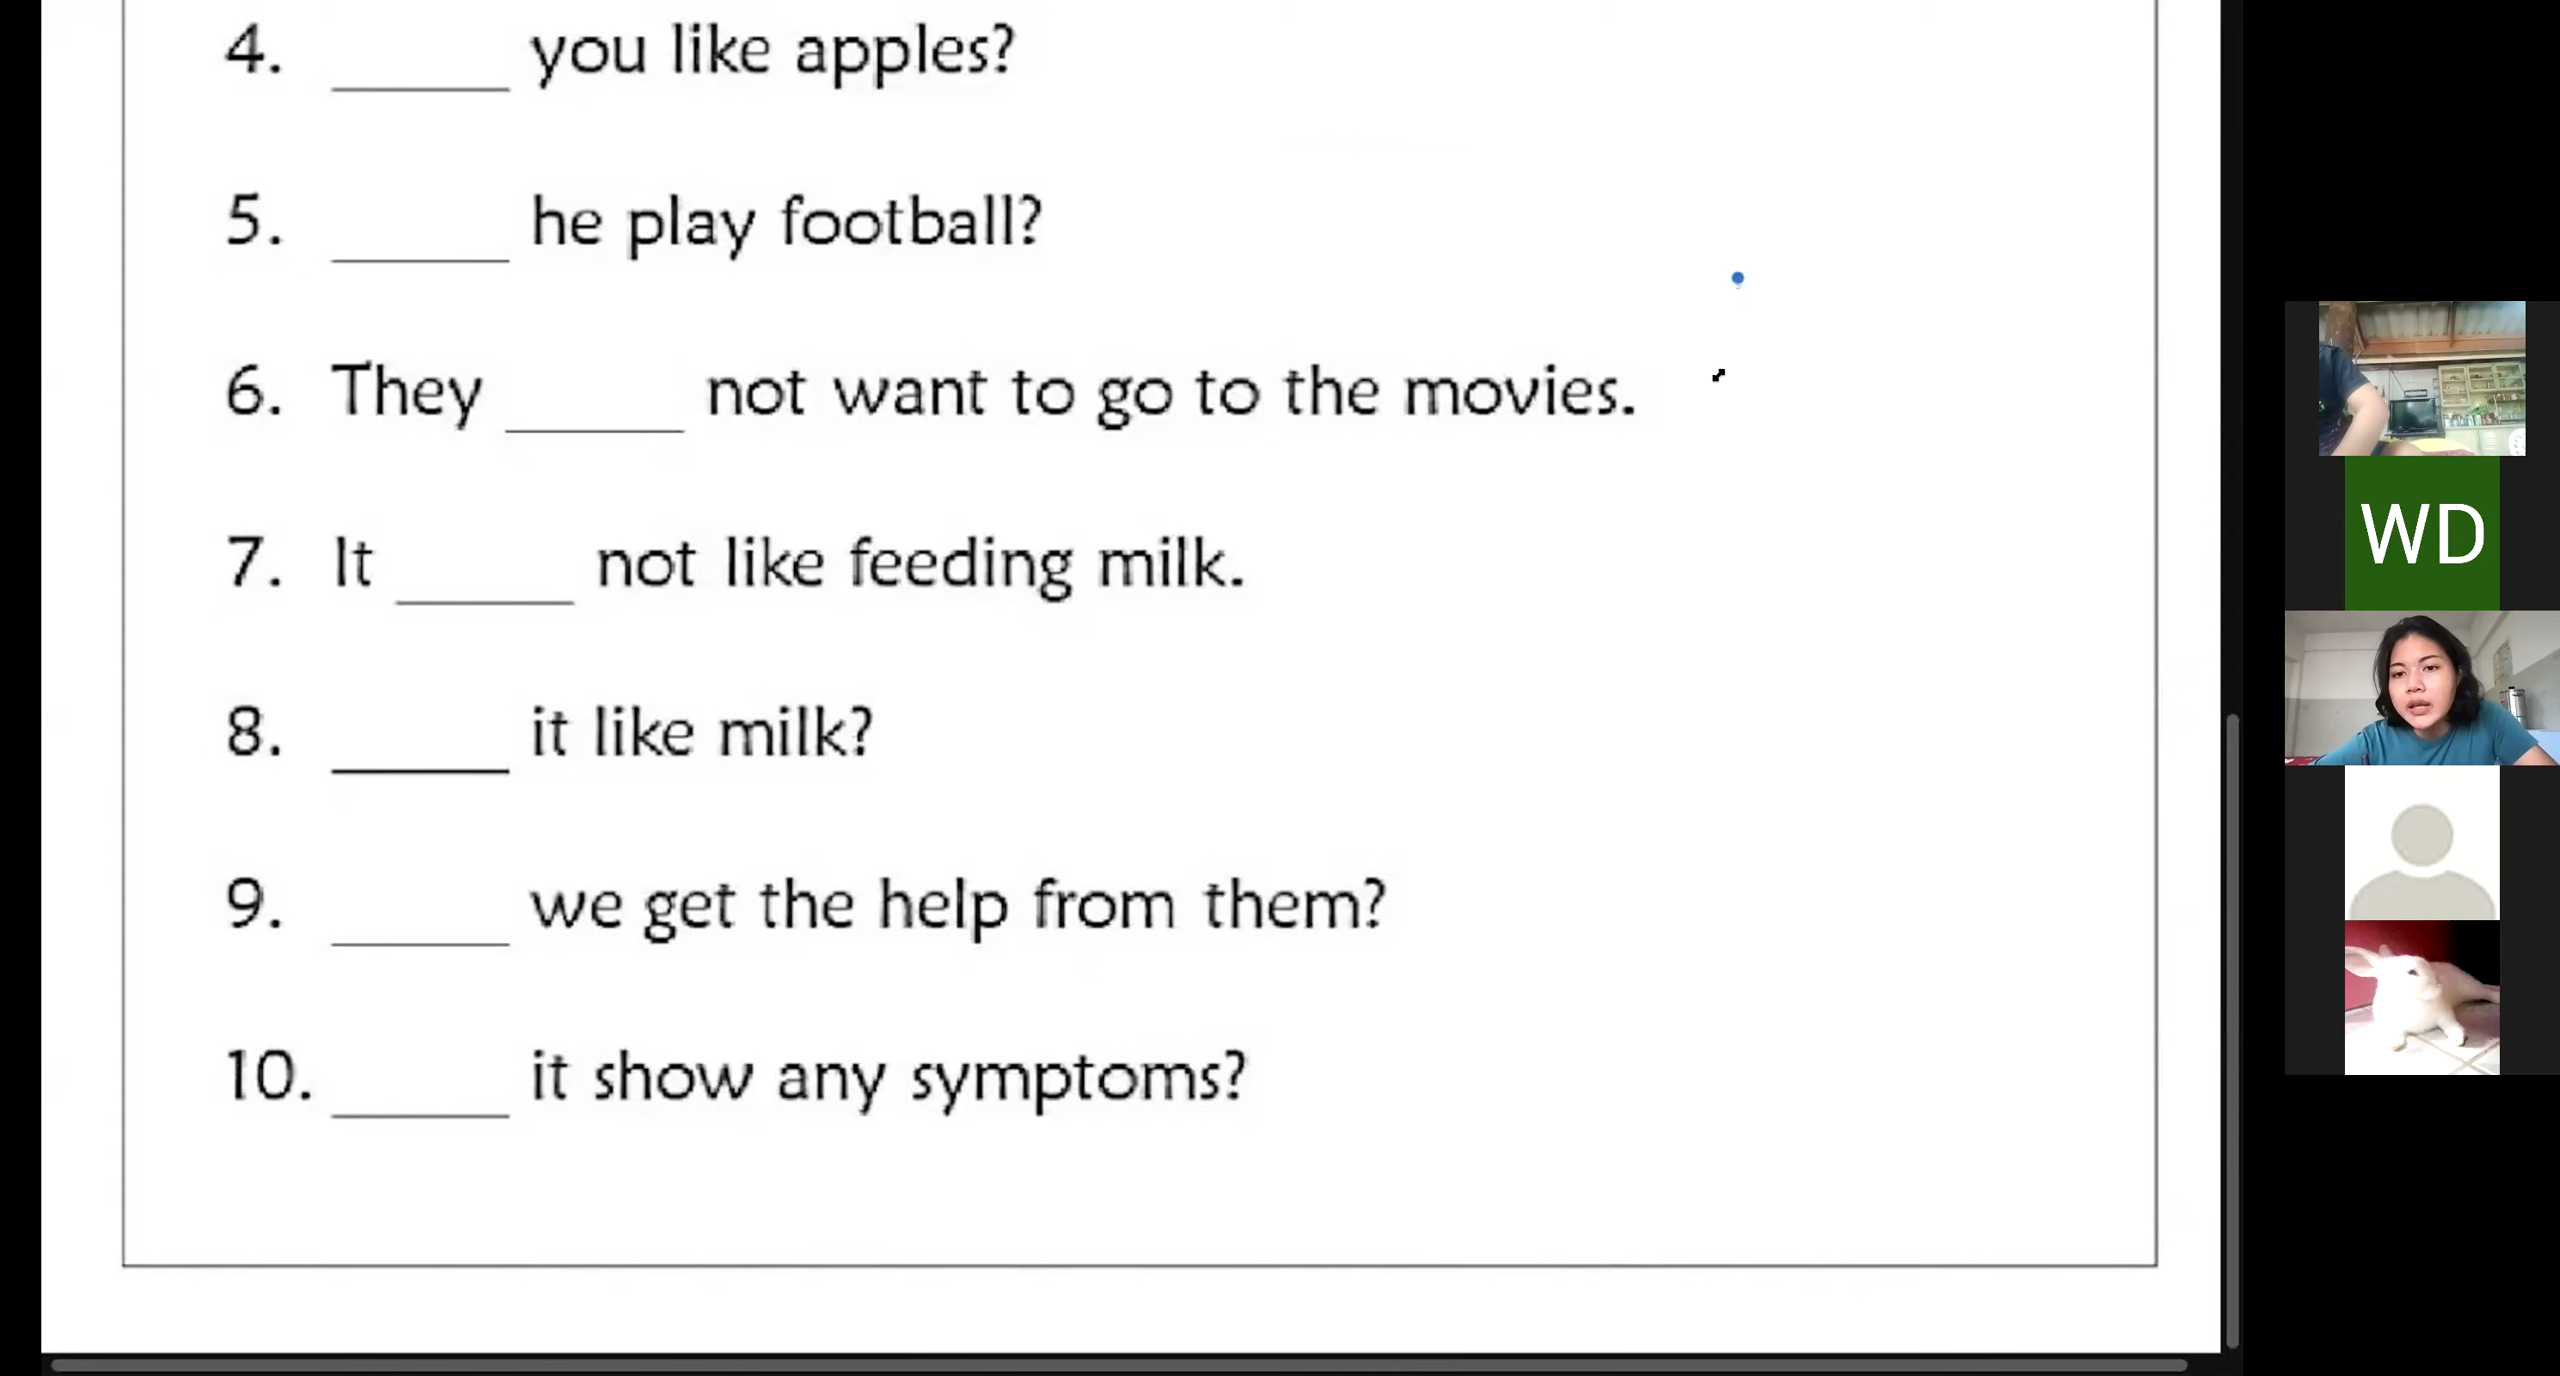 4. ______ you like apples?
5. ______ he play football?
6. They ______ not want to go to the movies.
7. It ______ not like feeding milk.
8. ______ it like milk?
9. ______ we get the help from them?
10. ______ it show any symptoms?
WD